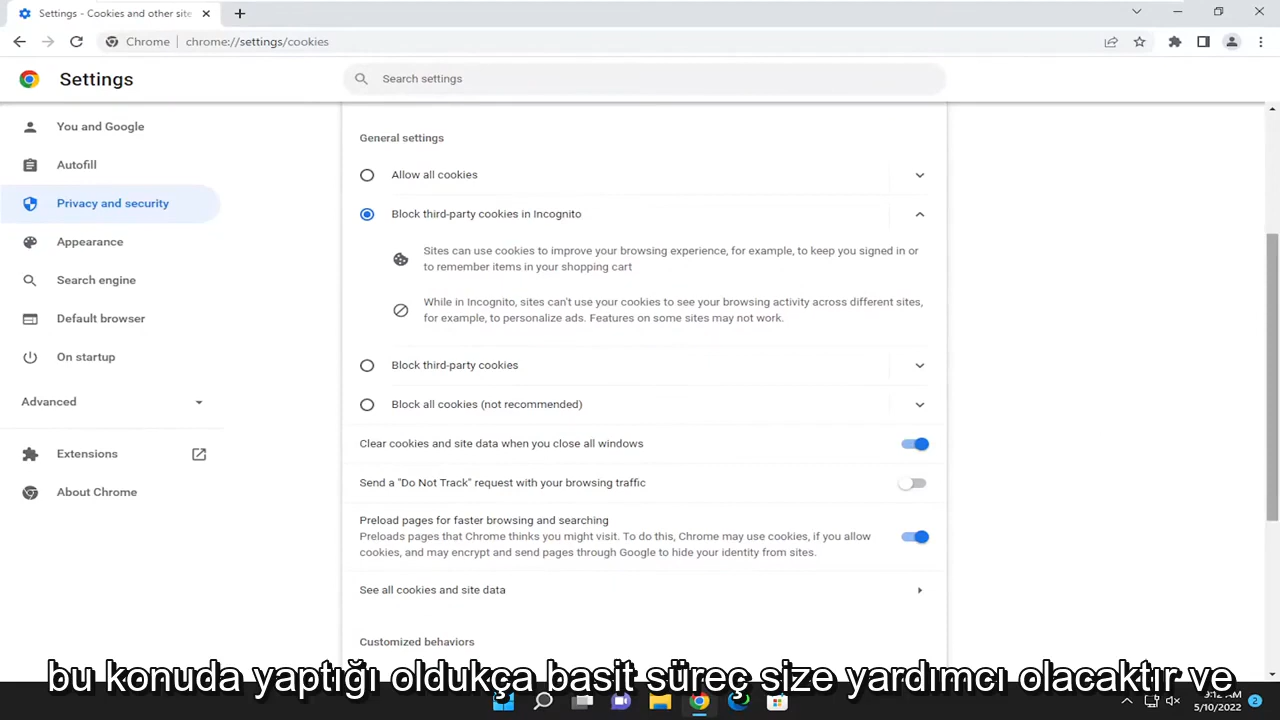 Settings - Cookies and other site
Chrome | chrome://settings/cookies
Settings
Search settings
You and Google
Autofill
Privacy and security
Appearance
Search engine
Default browser
On startup
Advanced
Extensions
About Chrome
General settings
Allow all cookies
Block third-party cookies in Incognito
Sites can use cookies to improve your browsing experience, for example, to keep you signed in or
to remember items in your shopping cart
While in Incognito, sites can't use your cookies to see your browsing activity across different sites,
for example, to personalize ads. Features on some sites may not work.
Block third-party cookies
Block all cookies (not recommended)
Clear cookies and site data when you close all windows
Send a "Do Not Track" request with your browsing traffic
Preload pages for faster browsing and searching
Preloads pages that Chrome thinks you might visit. To do this, Chrome may use cookies, if you allow
cookies, and may encrypt and send pages through Google to hide your identity from sites.
See all cookies and site data
Customized behaviors
bu konuda yaptığı oldukça basit süreç size yardımcı olacaktır ve
9:12 AM
5/10/2022
2